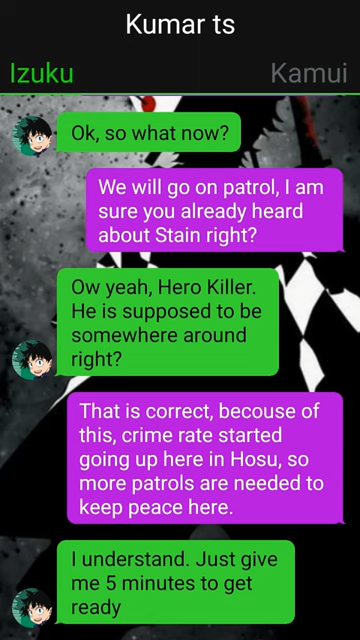 Kumar ts
Izuku
Kamui
Ok, so what now?
We will go on patrol, I am
sure you already heard
about Stain right?
Ow yeah, Hero Killer.
He is supposed to be
somewhere around
right?
That is correct, becouse of
this, crime rate started
going up here in Hosu, so
more patrols are needed to
keep peace here.
I understand. Just give
me 5 minutes to get
ready